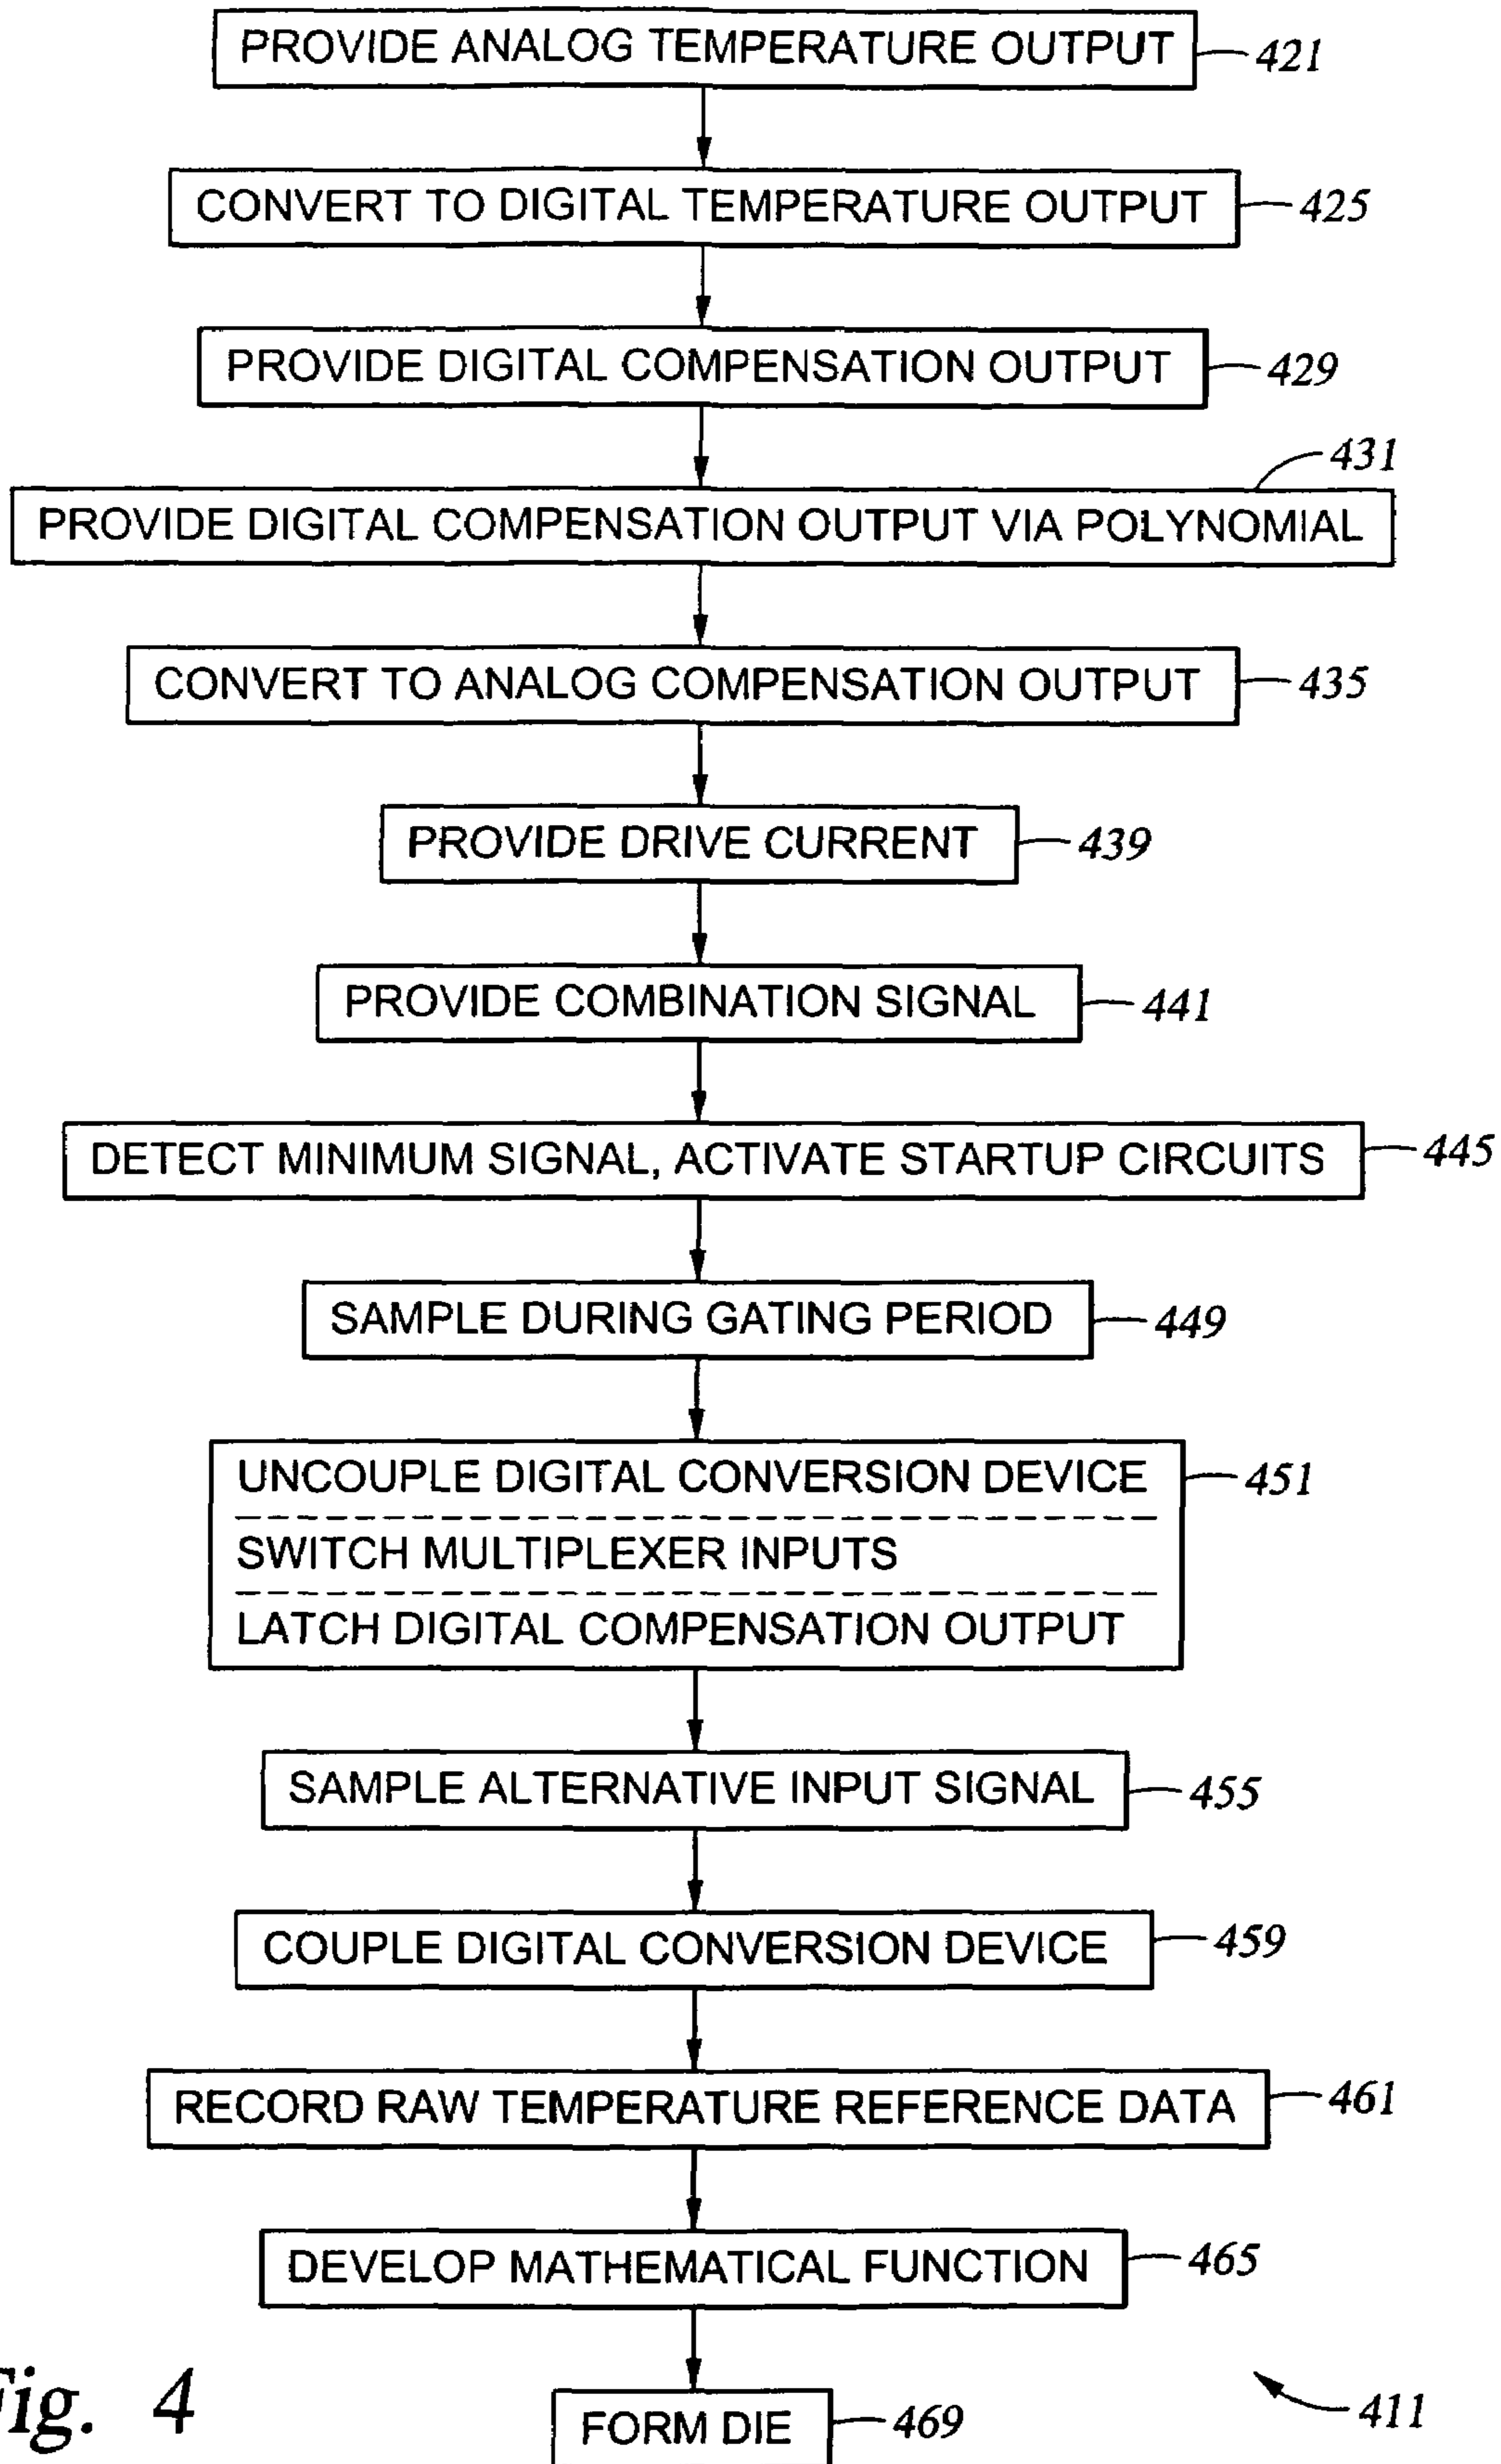 PROVIDE ANALOG TEMPERATURE OUTPUT 421
CONVERT TO DIGITAL TEMPERATURE OUTPUT 425
PROVIDE DIGITAL COMPENSATION OUTPUT 429
431
PROVIDE DIGITAL COMPENSATION OUTPUT VIA POLYNOMIAL
CONVERT TO ANALOG COMPENSATION OUTPUT 435
PROVIDE DRIVE CURRENT 439
PROVIDE COMBINATION SIGNAL 441
DETECT MINIMUM SIGNAL, ACTIVATE STARTUP CIRCUITS 445
SAMPLE DURING GATING PERIOD 449
UNCOUPLE DIGITAL CONVERSION DEVICE 451
SWITCH MULTIPLEXER INPUTS
LATCH DIGITAL COMPENSATION OUTPUT
SAMPLE ALTERNATIVE INPUT SIGNAL 455
COUPLE DIGITAL CONVERSION DEVICE 459
RECORD RAW TEMPERATURE REFERENCE DATA 461
DEVELOP MATHEMATICAL FUNCTION 465
Fig. 4
FORM DIE 469
411